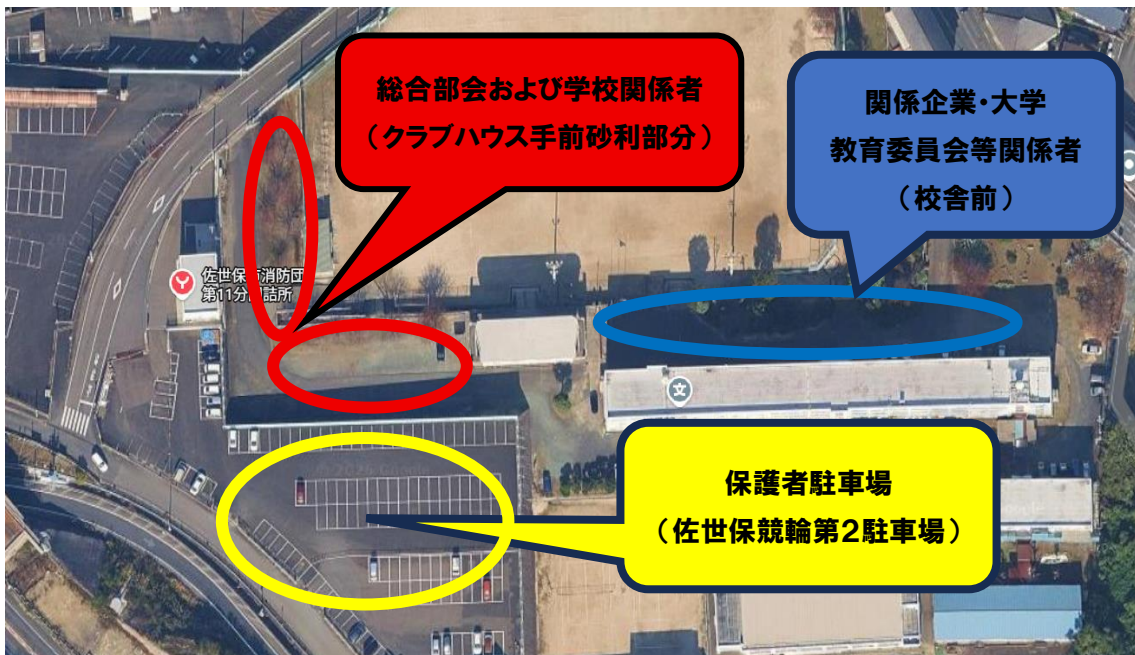 総合部会および学校関係者
（クラブハウス手前砂利部分）
関係企業・大学
教育委員会等関係者
（校舎前）
佐世保市消防団
第11分団詰所
文
保護者駐車場
（佐世保競輪第２駐車場）